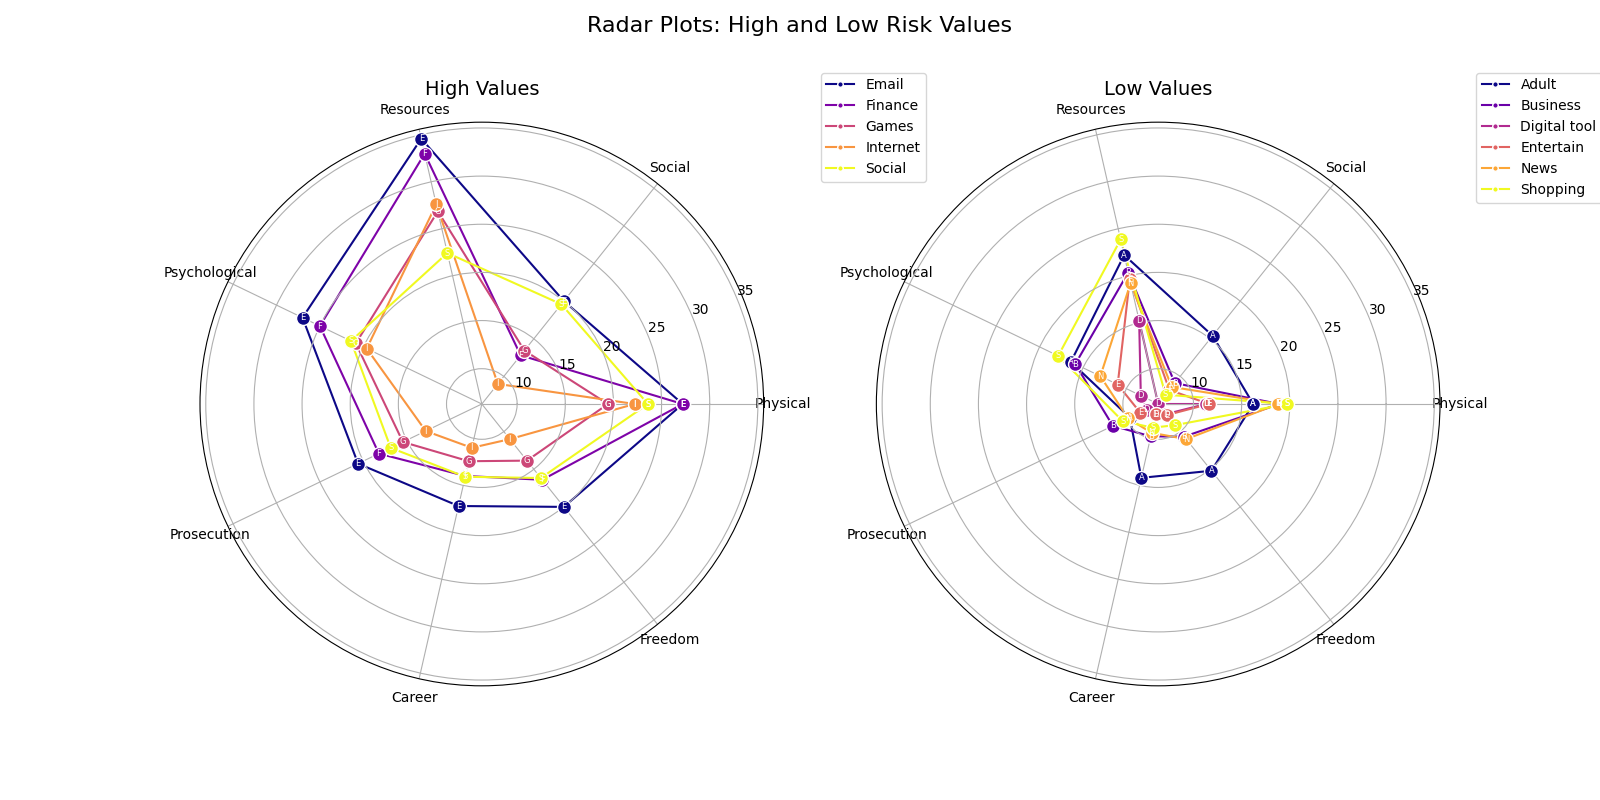 Radar Plots: High and Low Risk Values
High Values
Resources
Social
Psychological
Physical
Prosecution
Career
Freedom
10
15
20
25
30
35
Email
Finance
Games
Internet
Social
Low Values
Resources
Social
Psychological
Physical
Prosecution
Career
Freedom
10
15
20
25
30
35
Adult
Business
Digital tool
Entertain
News
Shopping